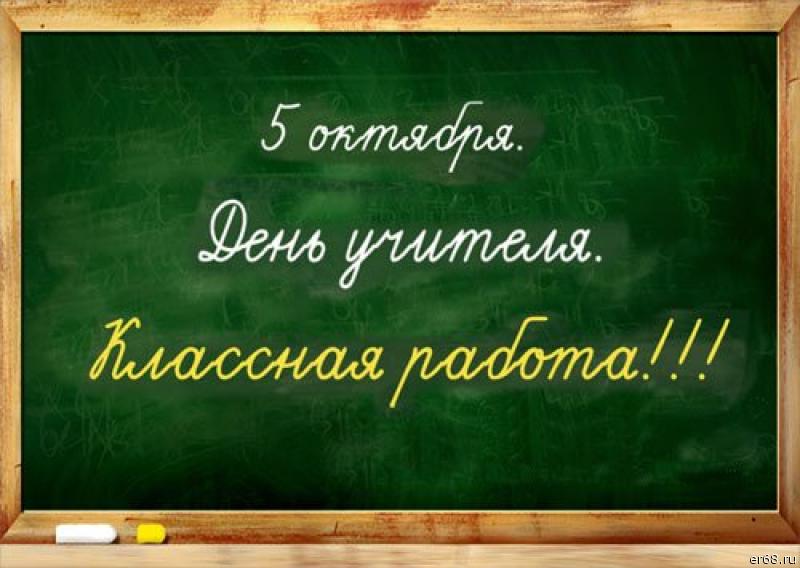 5 октября.
День учителя.
Классная работа!!!
er68.ru